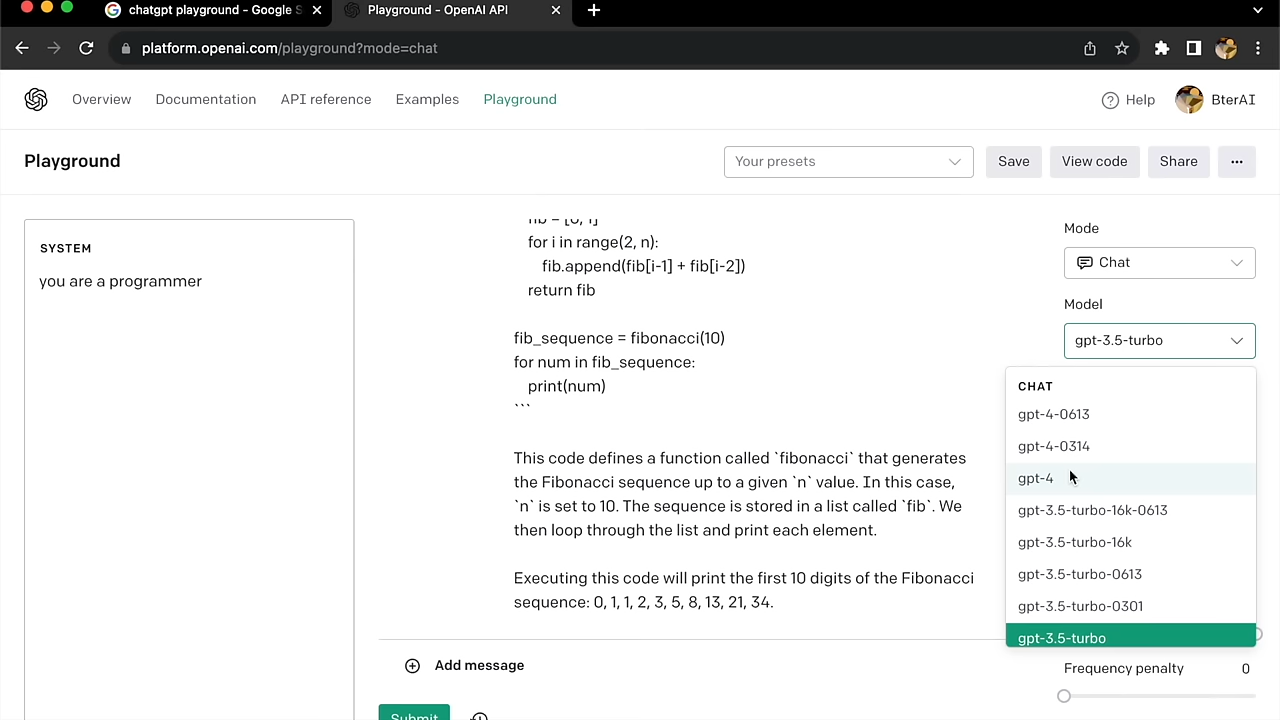 chatgpt playground - Google S
Playground - OpenAI API
platform.openai.com/playground?mode=chat
Overview
Documentation
API reference
Examples
Playground
Help
BterAI
Playground
Your presets
Save
View code
Share
SYSTEM
you are a programmer
fib = [0, 1]
for i in range(2, n):
fib.append(fib[i-1] + fib[i-2])
return fib
fib_sequence = fibonacci(10)
for num in fib_sequence:
print(num)
```
This code defines a function called `fibonacci` that generates
the Fibonacci sequence up to a given `n` value. In this case,
`n` is set to 10. The sequence is stored in a list called `fib`. We
then loop through the list and print each element.
Executing this code will print the first 10 digits of the Fibonacci
sequence: 0, 1, 1, 2, 3, 5, 8, 13, 21, 34.
Add message
Submit
Mode
Chat
Model
gpt-3.5-turbo
CHAT
gpt-4-0613
gpt-4-0314
gpt-4
gpt-3.5-turbo-16k-0613
gpt-3.5-turbo-16k
gpt-3.5-turbo-0613
gpt-3.5-turbo-0301
gpt-3.5-turbo
Frequency penalty 0